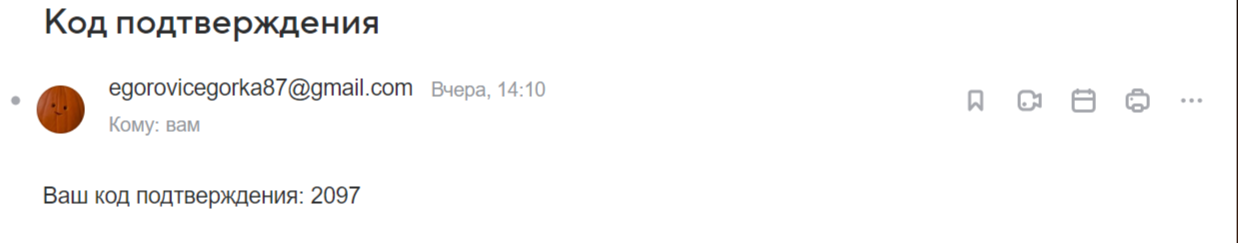 Код подтверждения
egorovicegorka87@gmail.com Вчера, 14:10
Кому: вам
Ваш код подтверждения: 2097